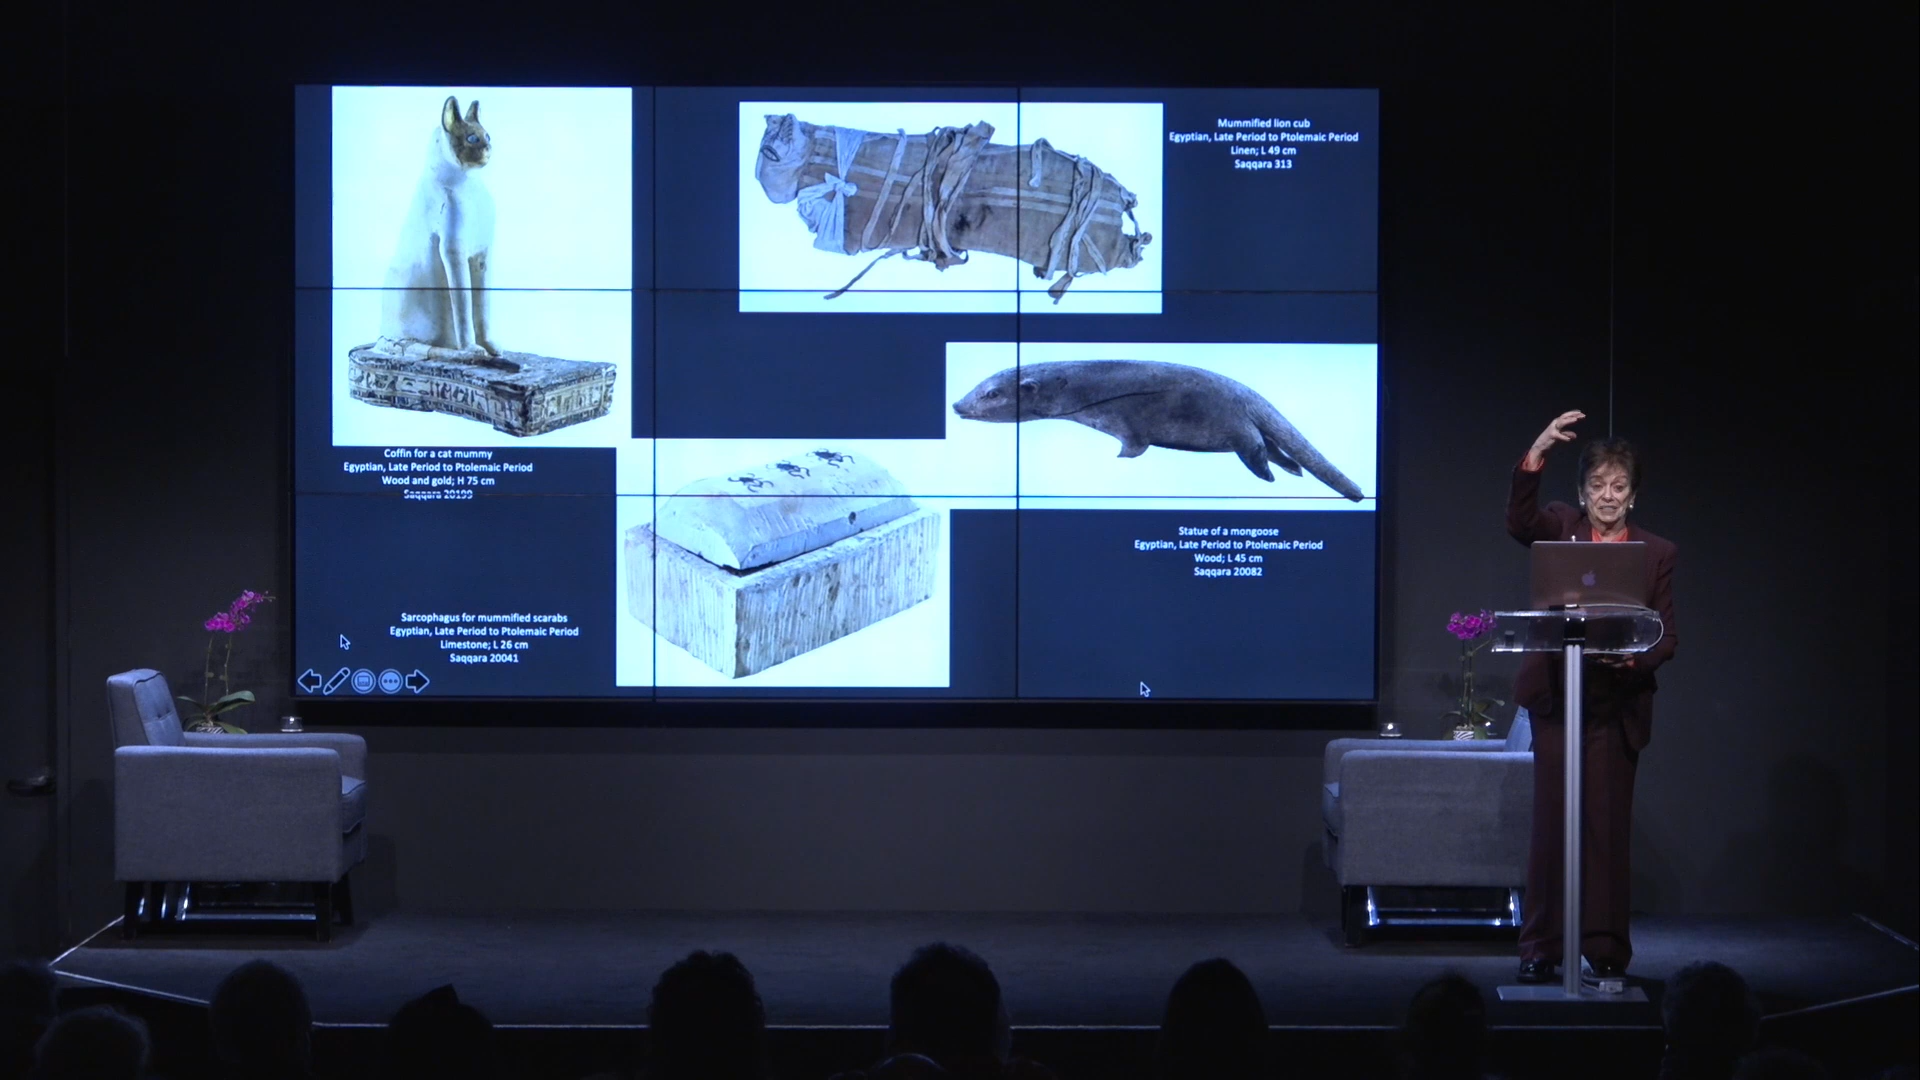 Mummified lion cub
Egyptian, Late Period to Ptolemaic Period
Linen; L 49 cm
Saqqara 313
Coffin for a cat mummy
Egyptian, Late Period to Ptolemaic Period
Wood and gold; H 75 cm
Saqqara 20199
Statue of a mongoose
Egyptian, Late Period to Ptolemaic Period
Wood; L 45 cm
Saqqara 20082
Sarcophagus for mummified scarabs
Egyptian, Late Period to Ptolemaic Period
Limestone; L 26 cm
Saqqara 20041